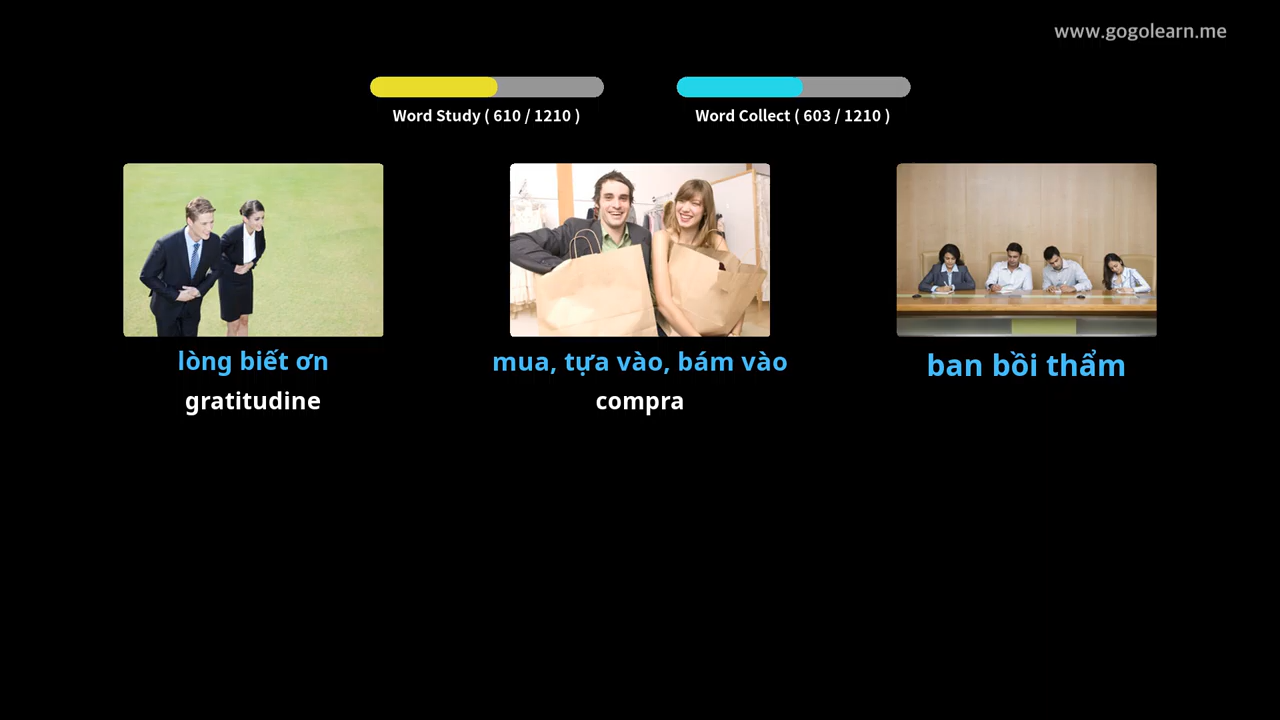 www.gogolearn.me
Word Study ( 610 / 1210 )
Word Collect ( 603 / 1210 )
lòng biết ơn
gratitudine
mua, tựa vào, bám vào
compra
ban bồi thẩm